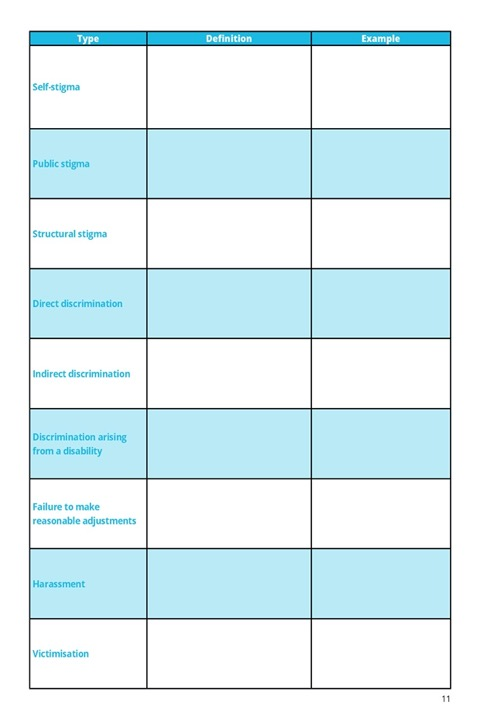 Type Definition Example
Self-stigma
Public stigma
Structural stigma
Direct discrimination
Indirect discrimination
Discrimination arising
from a disability
Failure to make
reasonable adjustments
Harassment
Victimisation
11